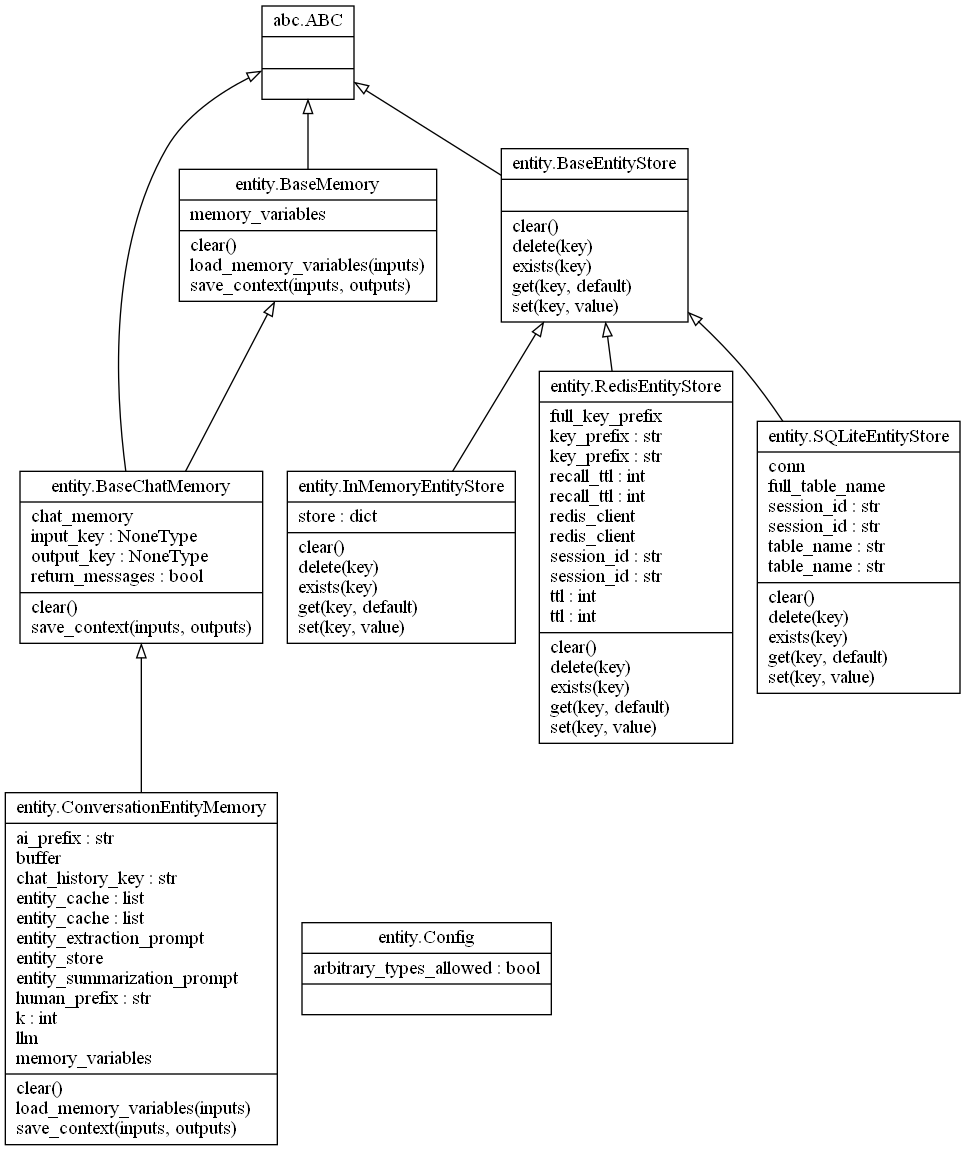 abc.ABC
entity.BaseMemory
memory_variables
clear()
load_memory_variables(inputs)
save_context(inputs, outputs)
entity.BaseEntityStore
clear()
delete(key)
exists(key)
get(key, default)
set(key, value)
entity.BaseChatMemory
chat_memory
input_key : NoneType
output_key : NoneType
return_messages : bool
clear()
save_context(inputs, outputs)
entity.InMemoryEntityStore
store : dict
clear()
delete(key)
exists(key)
get(key, default)
set(key, value)
entity.RedisEntityStore
full_key_prefix
key_prefix : str
key_prefix : str
recall_ttl : int
recall_ttl : int
redis_client
redis_client
session_id : str
session_id : str
ttl : int
ttl : int
clear()
delete(key)
exists(key)
get(key, default)
set(key, value)
entity.SQLiteEntityStore
conn
full_table_name
session_id : str
session_id : str
table_name : str
table_name : str
clear()
delete(key)
exists(key)
get(key, default)
set(key, value)
entity.ConversationEntityMemory
ai_prefix : str
buffer
chat_history_key : str
entity_cache : list
entity_cache : list
entity_extraction_prompt
entity_store
entity_summarization_prompt
human_prefix : str
k : int
llm
memory_variables
clear()
load_memory_variables(inputs)
save_context(inputs, outputs)
entity.Config
arbitrary_types_allowed : bool